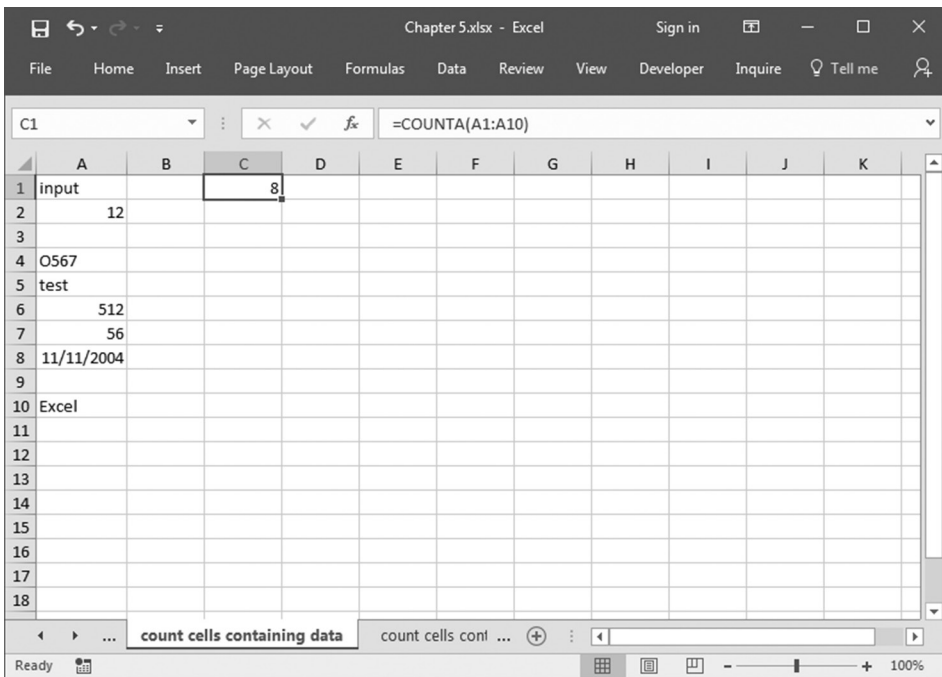 Chapter 5.xlsx - Excel Sign in
File Home Insert Page Layout Formulas Data Review View Developer Inquire Tell me
C1 fx =COUNTA(A1:A10)
A B C D E F G H I J K
1 input 8
2 12
3
4 O567
5 test
6 512
7 56
8 11/11/2004
9
10 Excel
11
12
13
14
15
16
17
18
... count cells containing data count cells cont ...
Ready 100%